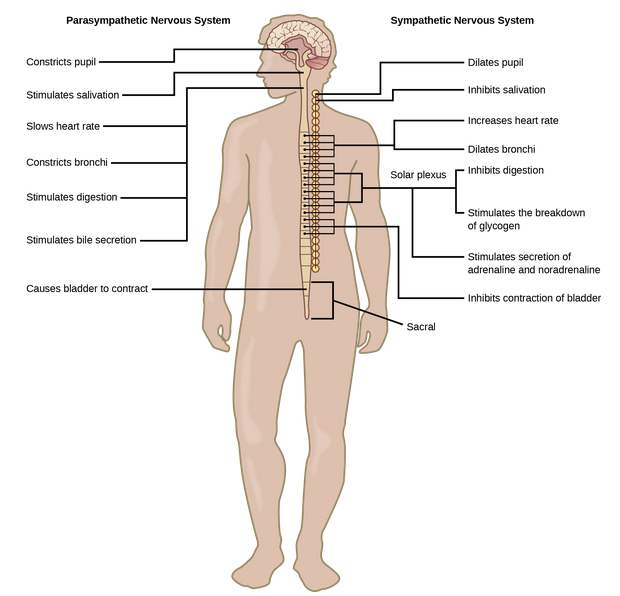 Parasympathetic Nervous System
Constricts pupil
Stimulates salivation
Slows heart rate
Constricts bronchi
Stimulates digestion
Stimulates bile secretion
Causes bladder to contract
Sympathetic Nervous System
Dilates pupil
Inhibits salivation
Increases heart rate
Dilates bronchi
Solar plexus
Inhibits digestion
Stimulates the breakdown
of glycogen
Stimulates secretion of
adrenaline and noradrenaline
Inhibits contraction of bladder
Sacral